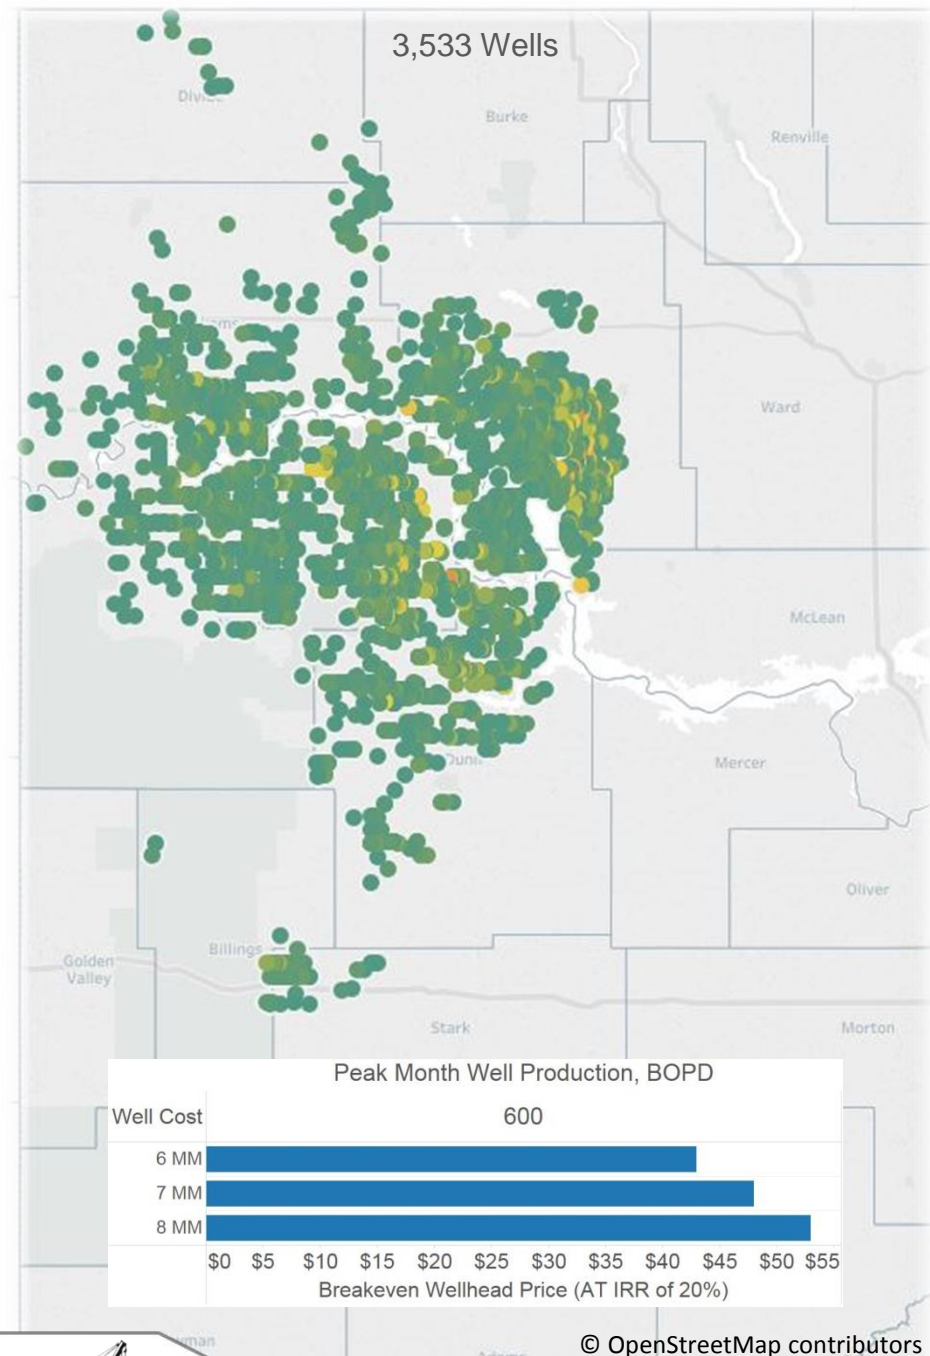 3,533 Wells
Burke
Renville
Ward
McLean
Mercer
Oliver
Billings
Golden
Valley
Stark
Morton
Peak Month Well Production, BOPD
Well Cost 600
6 MM
7 MM
8 MM
$0 $5 $10 $15 $20 $25 $30 $35 $40 $45 $50 $55
Breakeven Wellhead Price (AT IRR of 20%)
© OpenStreetMap contributors